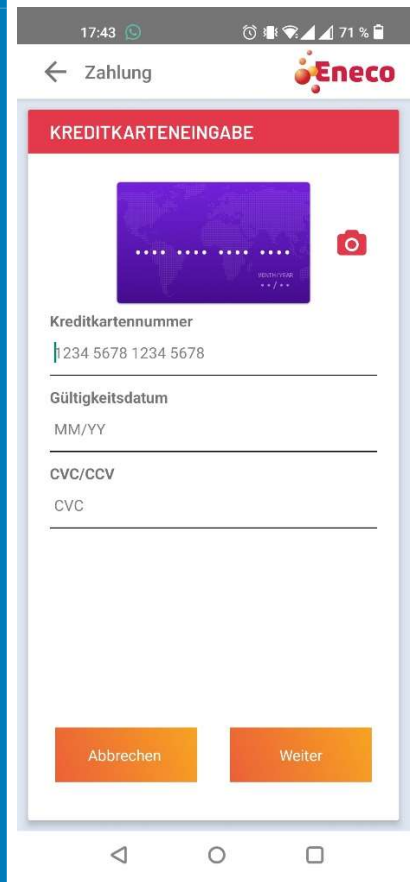 17:43 71 %
Zahlung Eneco
KREDITKARTENEINGABE
•••• •••• •••• ••••
MONTH/YEAR
••/••
Kreditkartennummer
1234 5678 1234 5678
Gültigkeitsdatum
MM/YY
CVC/CCV
CVC
Abbrechen Weiter